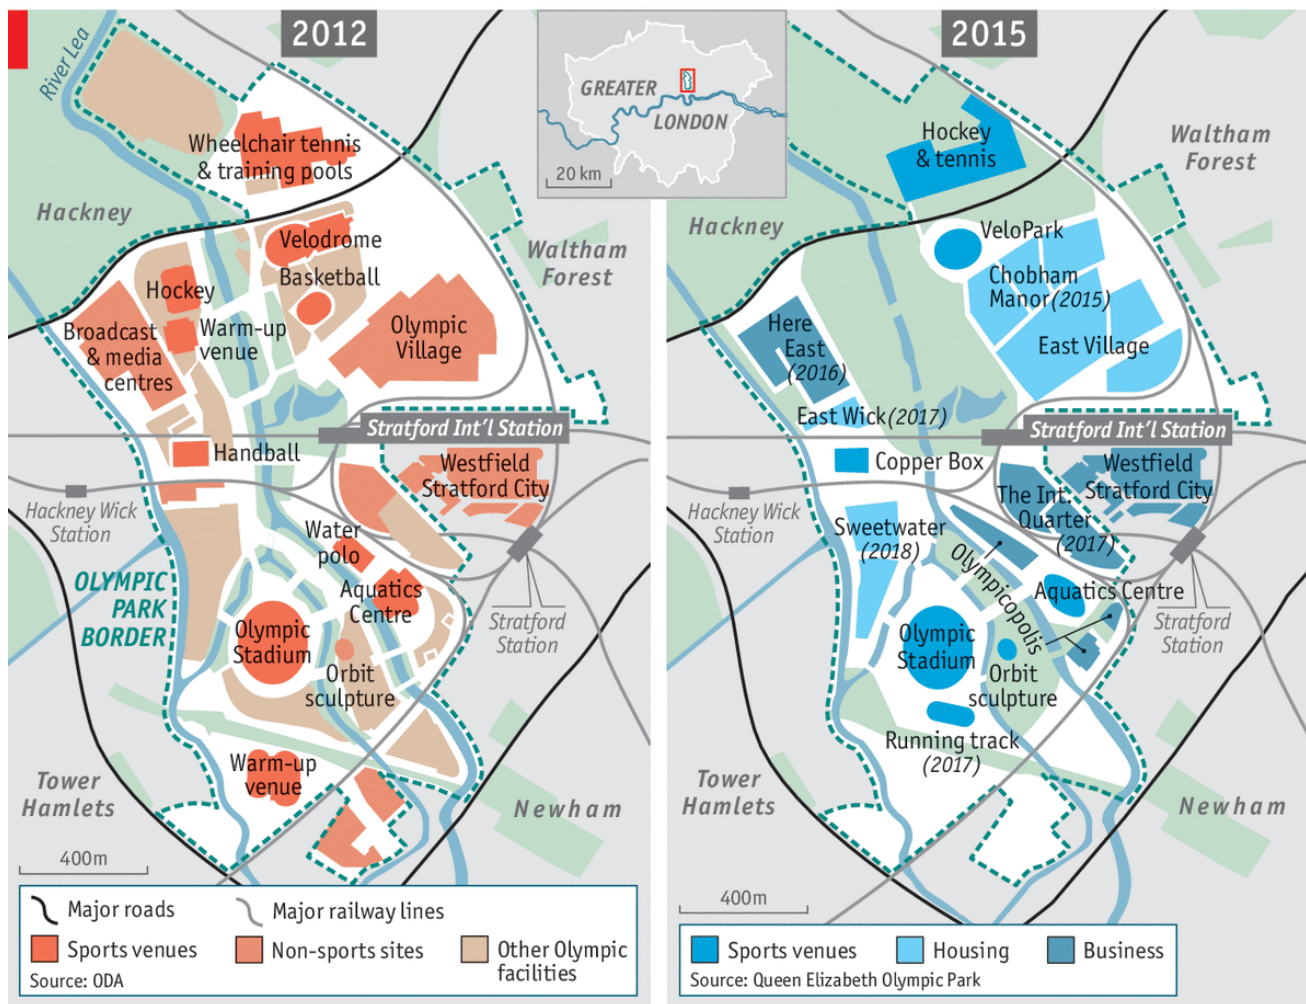 2012
River Lea
Wheelchair tennis
& training pools
Hackney
Velodrome
Basketball
Waltham
Forest
Hockey
Broadcast
& media
centres
Warm-up
venue
Olympic
Village
Stratford Int'l Station
Handball
Westfield
Stratford City
Hackney Wick
Station
Water
polo
OLYMPIC
PARK
BORDER
Aquatics
Centre
Olympic
Stadium
Stratford
Station
Orbit
sculpture
Warm-up
venue
Tower
Hamlets
Newham
400m
Major roads
Major railway lines
Sports venues
Non-sports sites
Other Olympic
facilities
Source: ODA
GREATER
LONDON
20 km
2015
Hockey
& tennis
Waltham
Forest
Hackney
VeloPark
Chobham
Manor (2015)
Here
East
(2016)
East Village
East Wick (2017)
Stratford Int'l Station
Copper Box
Westfield
Stratford City
The Int.
Quarter
(2017)
Hackney Wick
Station
Sweetwater
(2018)
Olympicopolis
Aquatics Centre
Olympic
Stadium
Stratford
Station
Orbit
sculpture
Running track
(2017)
Tower
Hamlets
Newham
400m
Sports venues
Housing
Business
Source: Queen Elizabeth Olympic Park